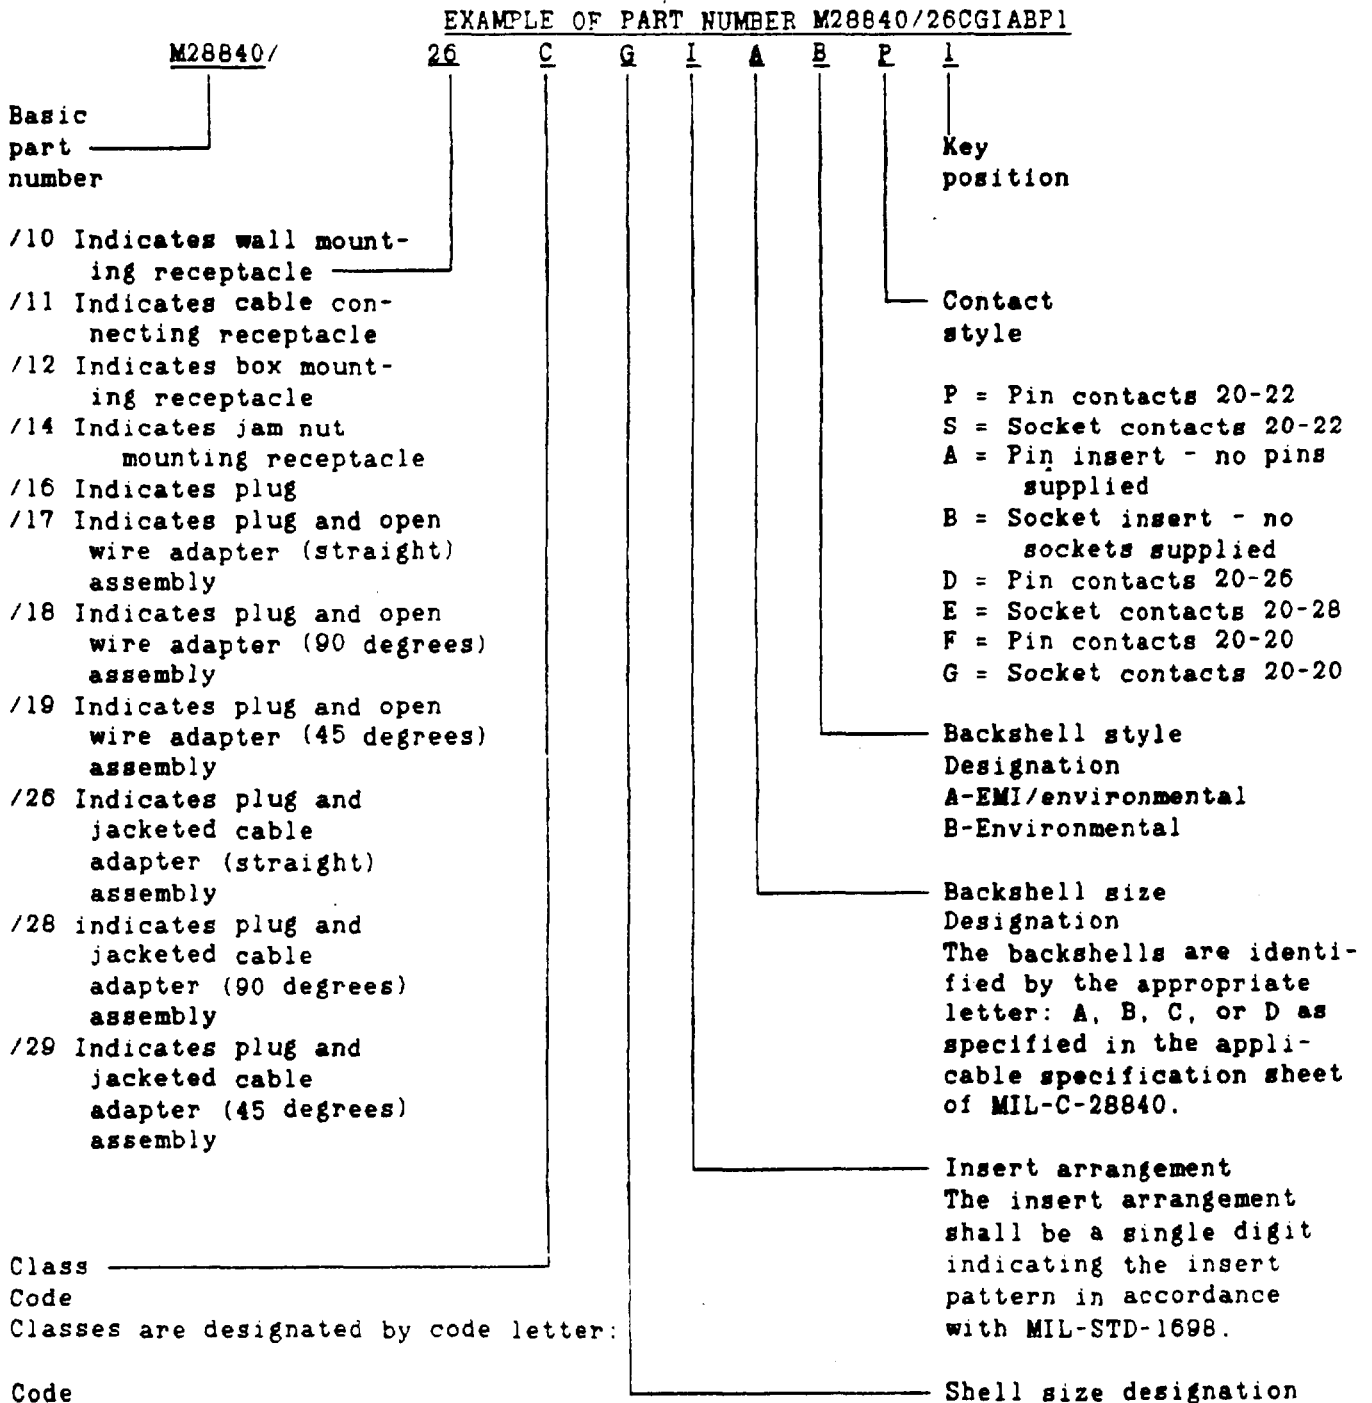 EXAMPLE OF PART NUMBER M28840/26CGIABP1
M28840/ 26 C G I A B P 1
Basic
part
number
/10 Indicates wall mount-
ing receptacle
/11 Indicates cable con-
necting receptacle
/12 Indicates box mount-
ing receptacle
/14 Indicates jam nut
mounting receptacle
/16 Indicates plug
/17 Indicates plug and open
wire adapter (straight)
assembly
/18 Indicates plug and open
wire adapter (90 degrees)
assembly
/19 Indicates plug and open
wire adapter (45 degrees)
assembly
/26 Indicates plug and
jacketed cable
adapter (straight)
assembly
/28 indicates plug and
jacketed cable
adapter (90 degrees)
assembly
/29 Indicates plug and
jacketed cable
adapter (45 degrees)
assembly
Class
Code
Classes are designated by code letter:
Code
Key
position
Contact
style
P = Pin contacts 20-22
S = Socket contacts 20-22
A = Pin insert - no pins
supplied
B = Socket insert - no
sockets supplied
D = Pin contacts 20-26
E = Socket contacts 20-28
F = Pin contacts 20-20
G = Socket contacts 20-20
Backshell style
Designation
A-EMI/environmental
B-Environmental
Backshell size
Designation
The backshells are identi-
fied by the appropriate
letter: A, B, C, or D as
specified in the appli-
cable specification sheet
of MIL-C-28840.
Insert arrangement
The insert arrangement
shall be a single digit
indicating the insert
pattern in accordance
with MIL-STD-1698.
Shell size designation